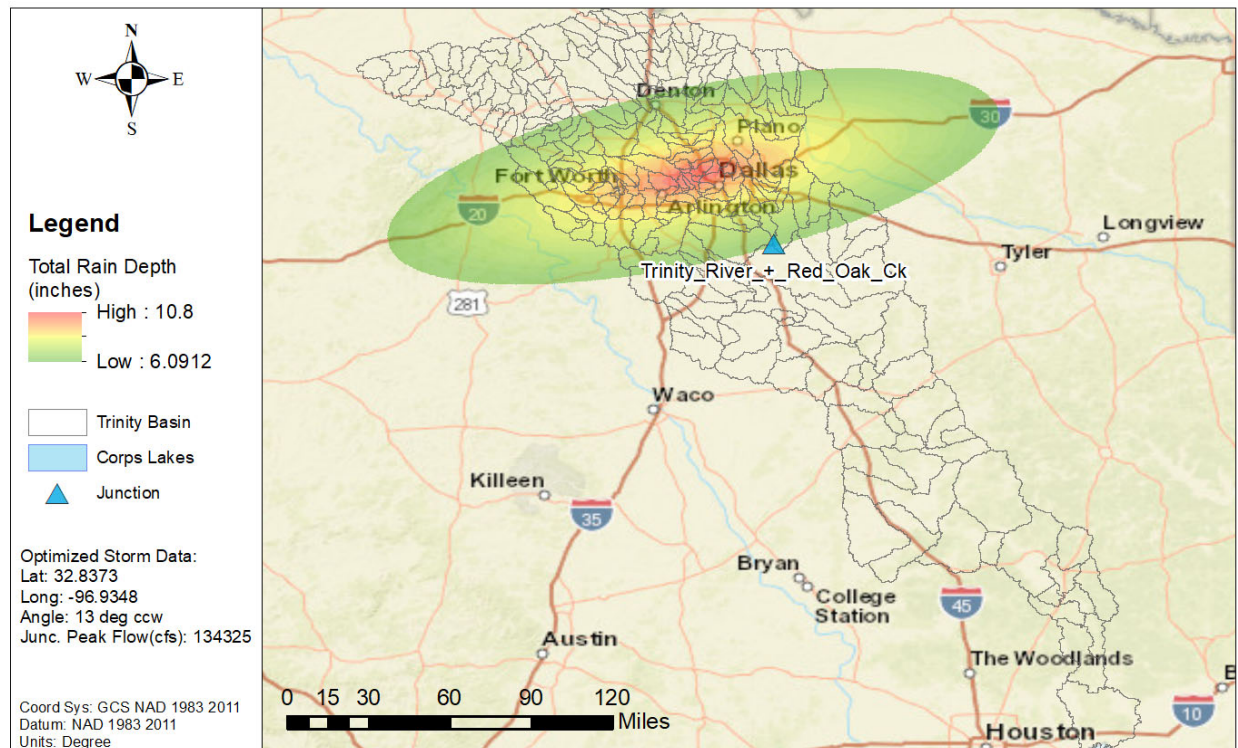 N
W E
S
Legend
Total Rain Depth
(inches)
High : 10.8
Low : 6.0912
Trinity Basin
Corps Lakes
Junction
Optimized Storm Data:
Lat: 32.8373
Long: -96.9348
Angle: 13 deg ccw
Junc. Peak Flow(cfs): 134325
Coord Sys: GCS NAD 1983 2011
Datum: NAD 1983 2011
Units: Degree
Denton
30
Plano
Fort Worth
Dallas
20
Arlington
Longview
Tyler
Trinity_River_+_Red_Oak_Ck
281
Waco
Killeen
35
Bryan
College
Station
45
Austin
The Woodlands
B
10
0 15 30 60 90 120
Miles
Houston